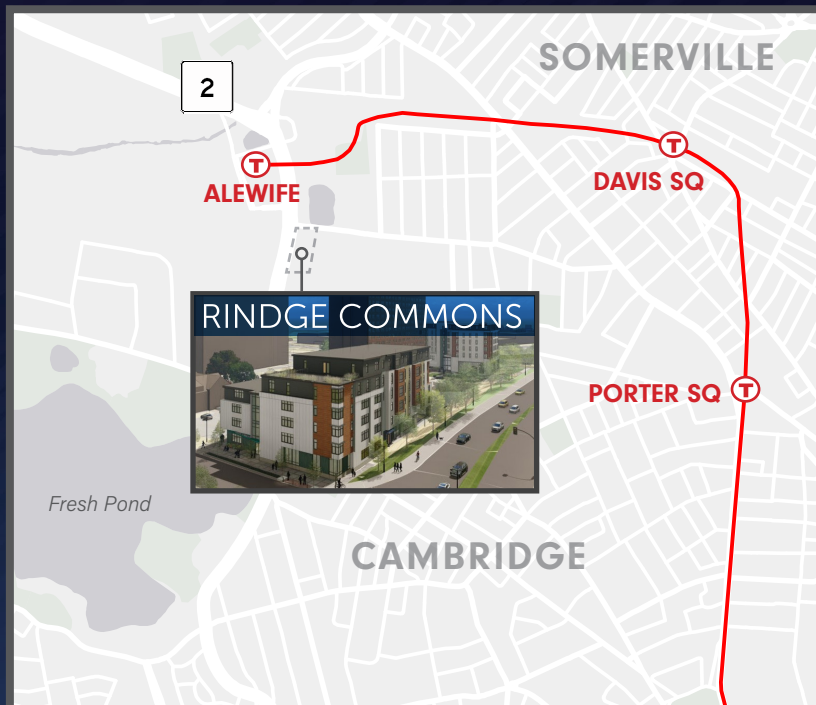 SOMERVILLE
2
T
ALEWIFE
T
DAVIS SQ
RINDGE COMMONS
PORTER SQ
T
Fresh Pond
CAMBRIDGE